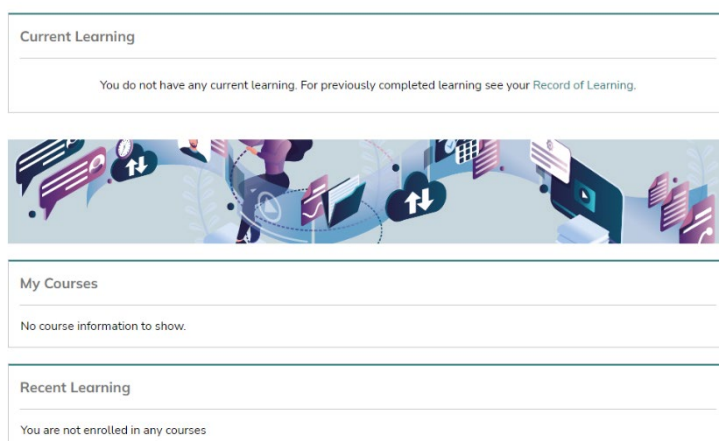 Current Learning
You do not have any current learning. For previously completed learning see your Record of Learning.
My Courses
No course information to show.
Recent Learning
You are not enrolled in any courses